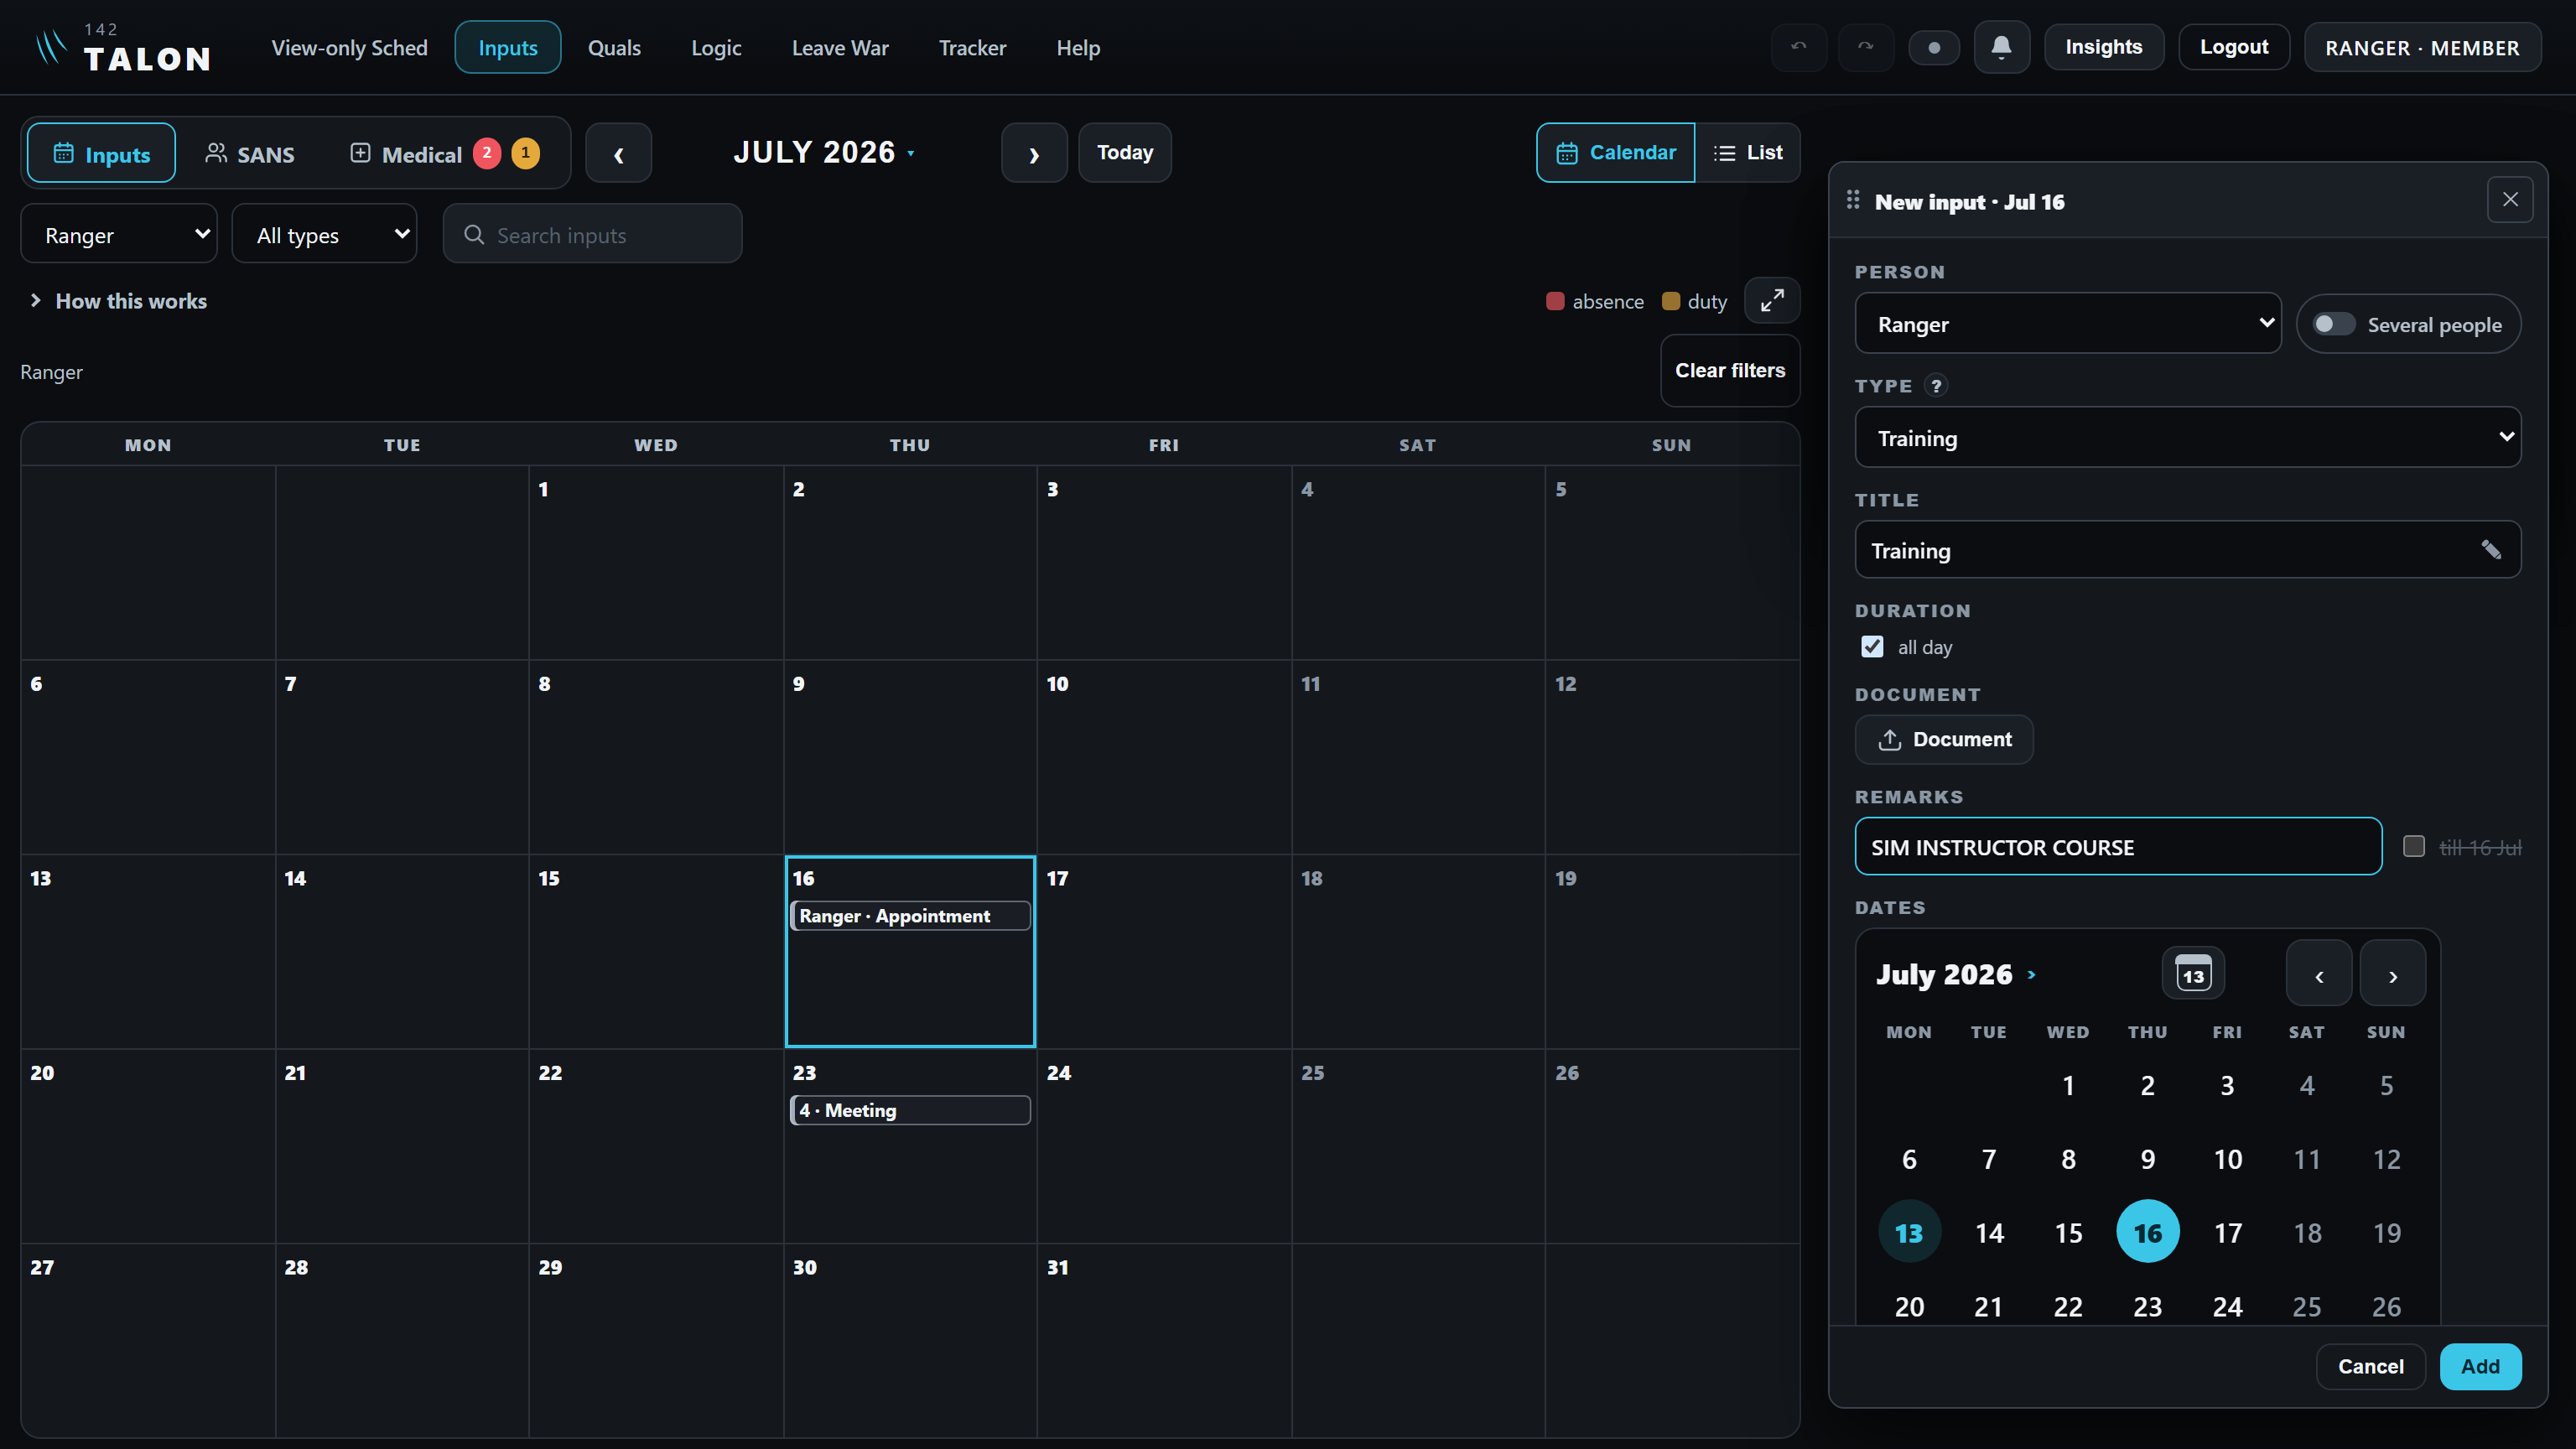 142
TALON
View-only Sched
Inputs
Quals
Logic
Leave War
Tracker
Help
Insights
Logout
RANGER · MEMBER
Inputs
SANS
Medical 2 1
‹
JULY 2026
›
Today
Calendar
List
Ranger
All types
Search inputs
How this works
absence
duty
Ranger
Clear filters
MON TUE WED THU FRI SAT SUN
1 2 3 4 5
6 7 8 9 10 11 12
13 14 15 16 17 18 19
Ranger · Appointment
20 21 22 23 24 25 26
4 · Meeting
27 28 29 30 31
New input · Jul 16
PERSON
Ranger
Several people
TYPE ?
Training
TITLE
Training
DURATION
all day
DOCUMENT
Document
REMARKS
SIM INSTRUCTOR COURSE
till 16 Jul
DATES
July 2026 ›
13
‹ ›
MON TUE WED THU FRI SAT SUN
1 2 3 4 5
6 7 8 9 10 11 12
13 14 15 16 17 18 19
20 21 22 23 24 25 26
Cancel
Add